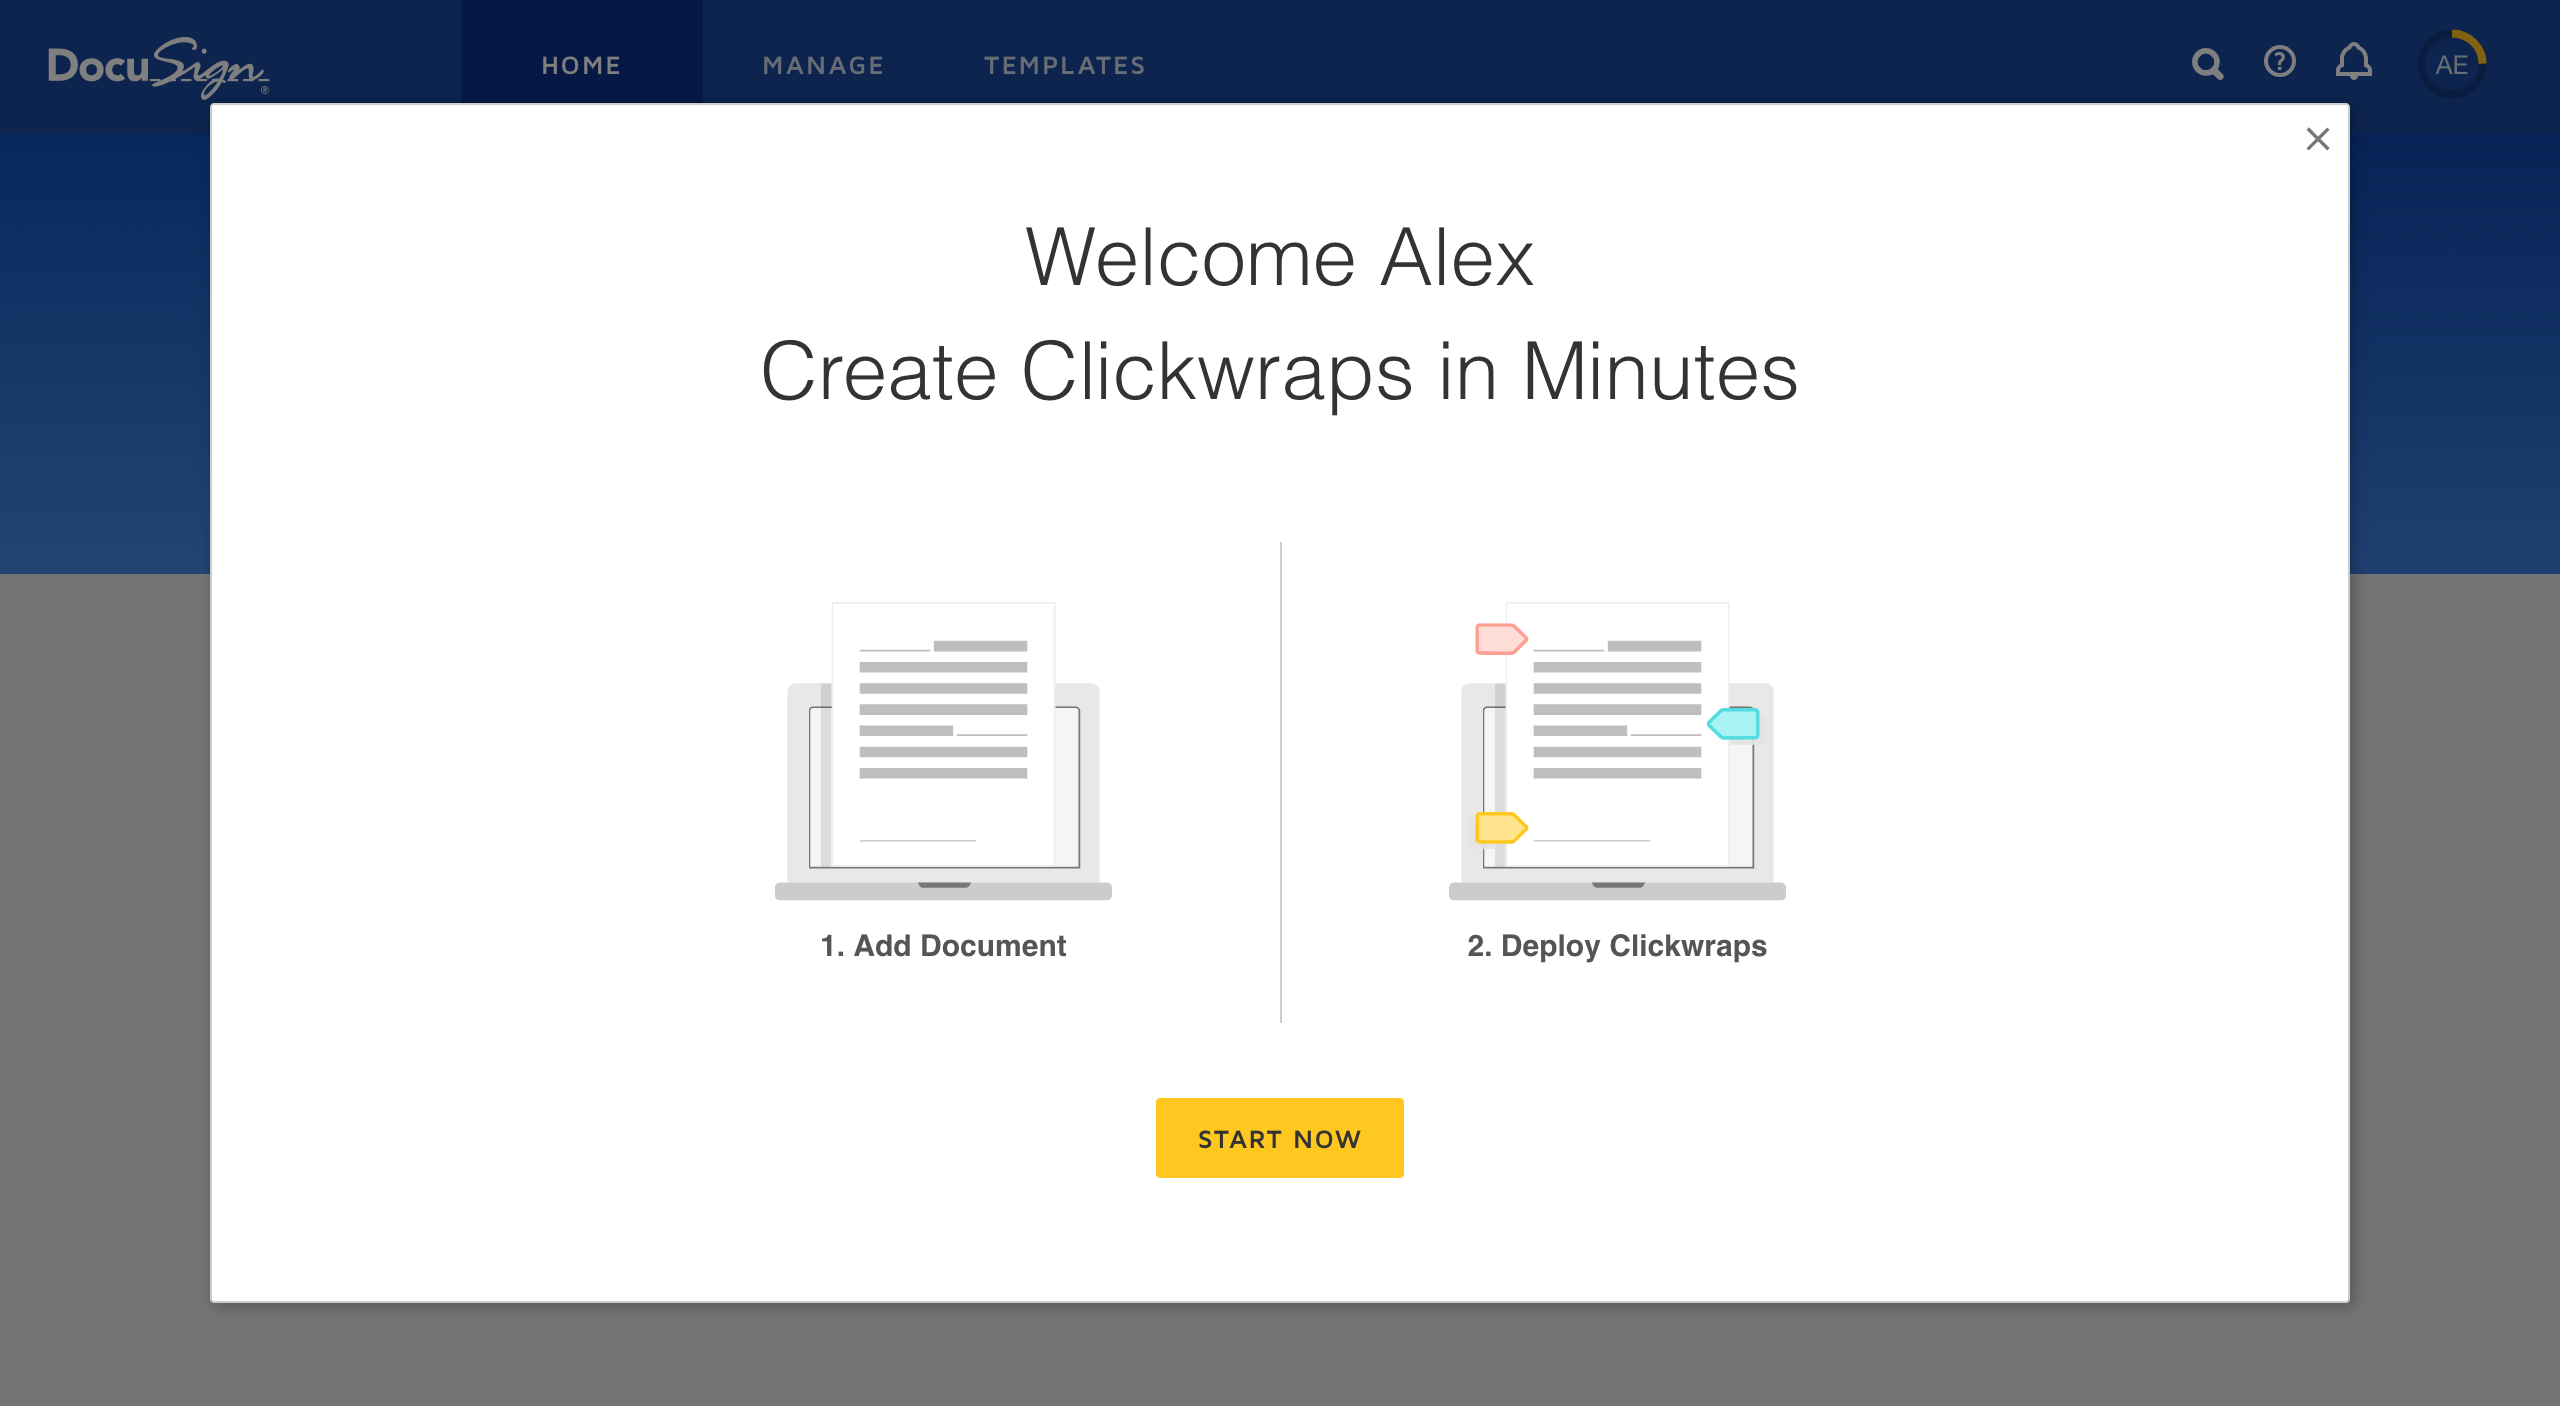 DocuSign®
HOME
MANAGE
TEMPLATES
AE
Welcome Alex
Create Clickwraps in Minutes
1. Add Document
2. Deploy Clickwraps
START NOW